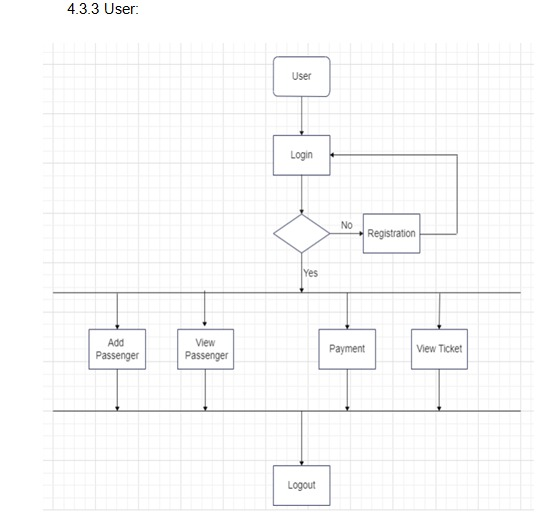 4.3.3 User:
User
Login
No
Registration
Yes
Add
Passenger
View
Passenger
Payment
View Ticket
Logout